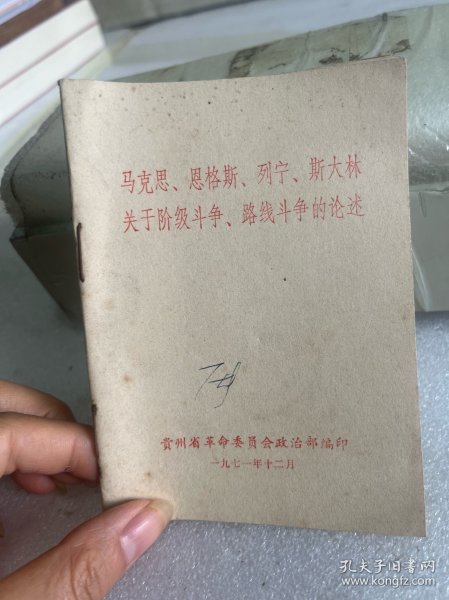 马克思、恩格斯、列宁、斯大林
关于阶级斗争、路线斗争的论述
贵州省革命委员会政治部编印
一九七一年十二月
孔夫子旧书网
www.kongfz.com